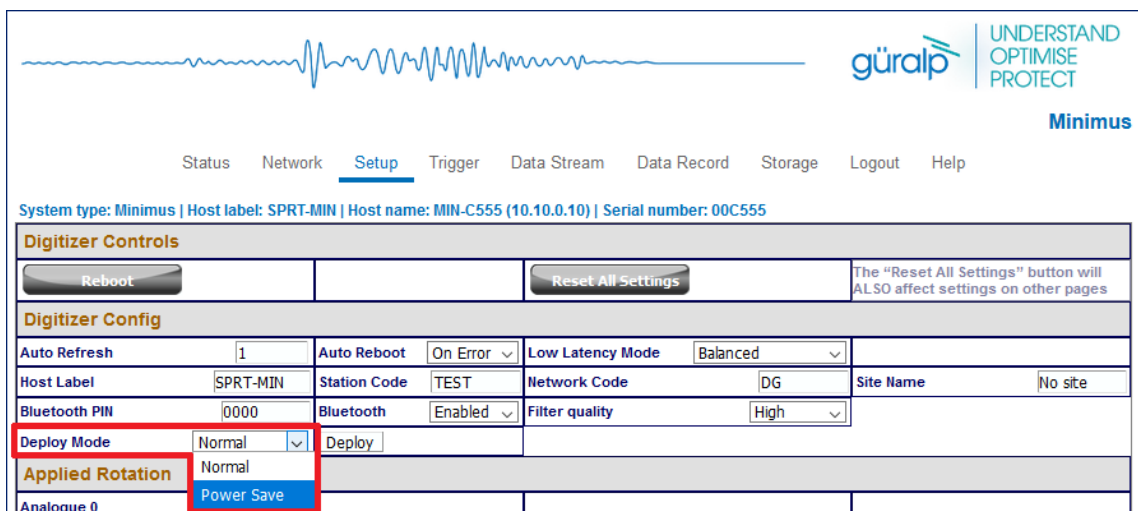 güralp
UNDERSTAND
OPTIMISE
PROTECT
Minimus
Status Network Setup Trigger Data Stream Data Record Storage Logout Help
System type: Minimus | Host label: SPRT-MIN | Host name: MIN-C555 (10.10.0.10) | Serial number: 00C555
Digitizer Controls
Reboot Reset All Settings The “Reset All Settings” button will
ALSO affect settings on other pages
Digitizer Config
Auto Refresh 1 Auto Reboot On Error Low Latency Mode Balanced
Host Label SPRT-MIN Station Code TEST Network Code DG Site Name No site
Bluetooth PIN 0000 Bluetooth Enabled Filter quality High
Deploy Mode Normal Deploy
Normal
Applied Rotation
Power Save
Analogue 0